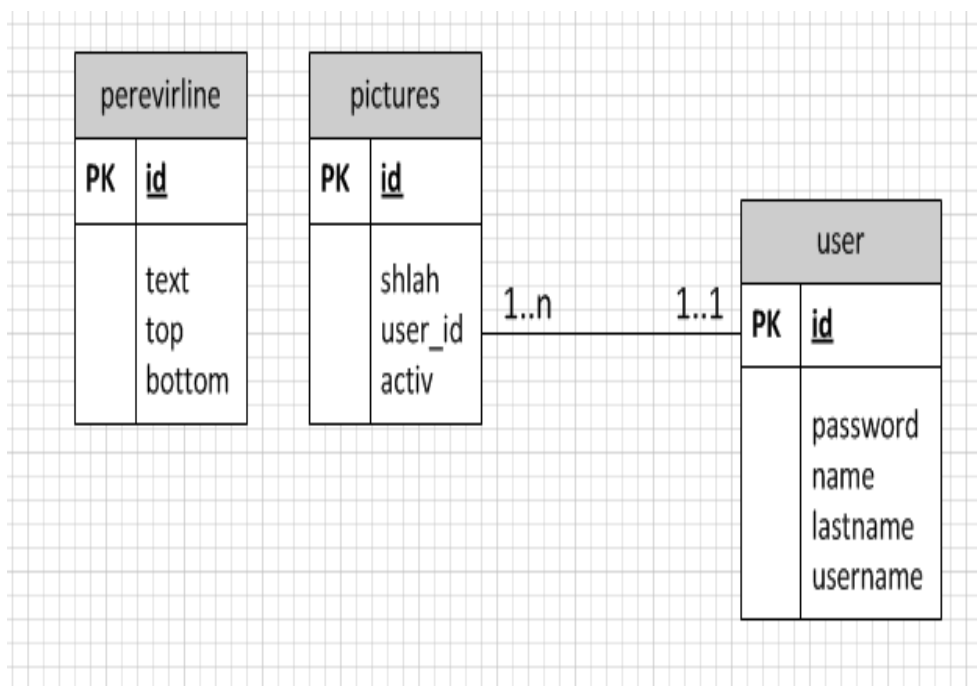 perevirline
PK id
text
top
bottom
pictures
PK id
shlah
user_id
activ
1..n
1..1
user
PK id
password
name
lastname
username